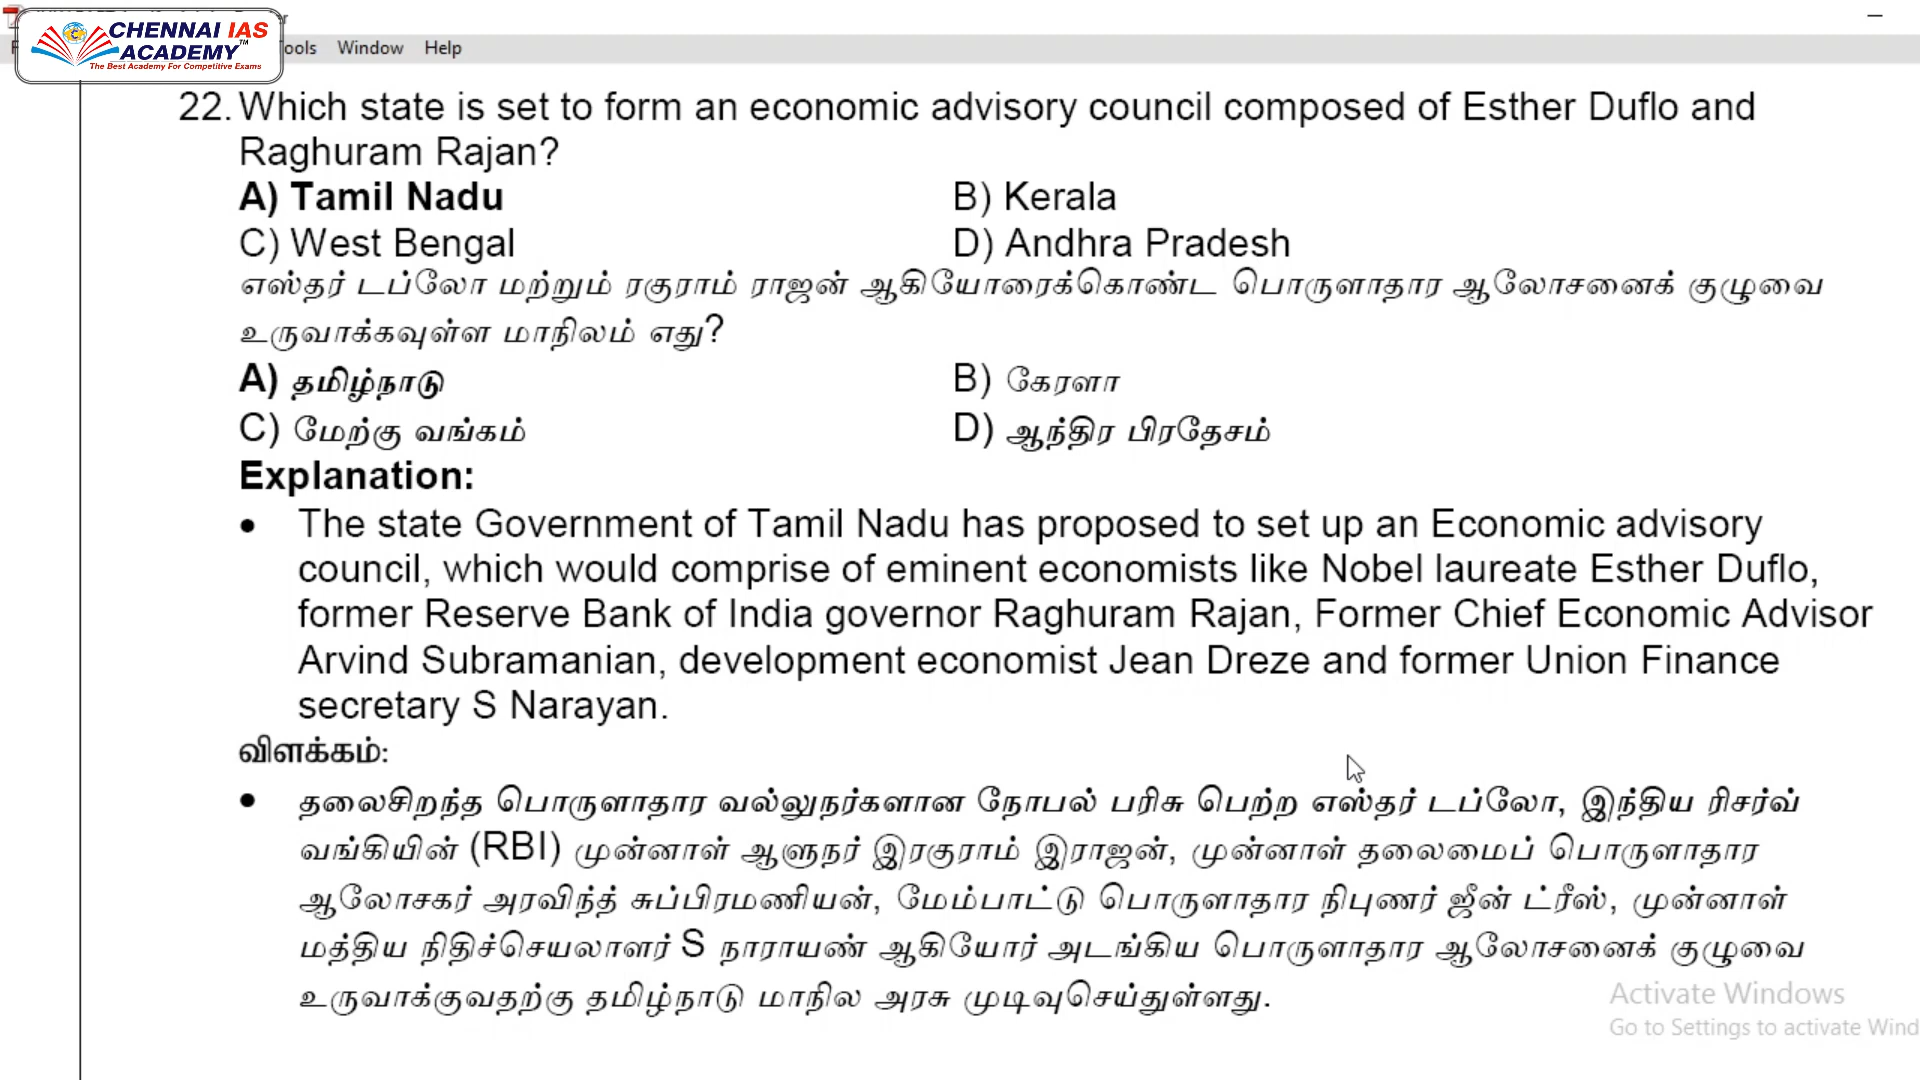 CHENNAI IAS
ACADEMY™
The Best Academy For Competitive Exams
Window Help
22. Which state is set to form an economic advisory council composed of Esther Duflo and
Raghuram Rajan?
A) Tamil Nadu B) Kerala
C) West Bengal D) Andhra Pradesh
எஸ்தர் டப்லோ மற்றும் ரகுராம் ராஜன் ஆகியோரைக்கொண்ட பொருளாதார ஆலோசனைக் குழுவை
உருவாக்கவுள்ள மாநிலம் எது?
A) தமிழ்நாடு B) கேரளா
C) மேற்கு வங்கம் D) ஆந்திர பிரதேசம்
Explanation:
• The state Government of Tamil Nadu has proposed to set up an Economic advisory
council, which would comprise of eminent economists like Nobel laureate Esther Duflo,
former Reserve Bank of India governor Raghuram Rajan, Former Chief Economic Advisor
Arvind Subramanian, development economist Jean Dreze and former Union Finance
secretary S Narayan.
விளக்கம்:
• தலைசிறந்த பொருளாதார வல்லுநர்களான நோபல் பரிசு பெற்ற எஸ்தர் டப்லோ, இந்திய ரிசர்வ்
வங்கியின் (RBI) முன்னாள் ஆளுநர் இரகுராம் இராஜன், முன்னாள் தலைமைப் பொருளாதார
ஆலோசகர் அரவிந்த் சுப்பிரமணியன், மேம்பாட்டு பொருளாதார நிபுணர் ஜீன் ட்ரீஸ், முன்னாள்
மத்திய நிதிச்செயலாளர் S நாராயண் ஆகியோர் அடங்கிய பொருளாதார ஆலோசனைக் குழுவை
உருவாக்குவதற்கு தமிழ்நாடு மாநில அரசு முடிவுசெய்துள்ளது.
Activate Windows
Go to Settings to activate Wind